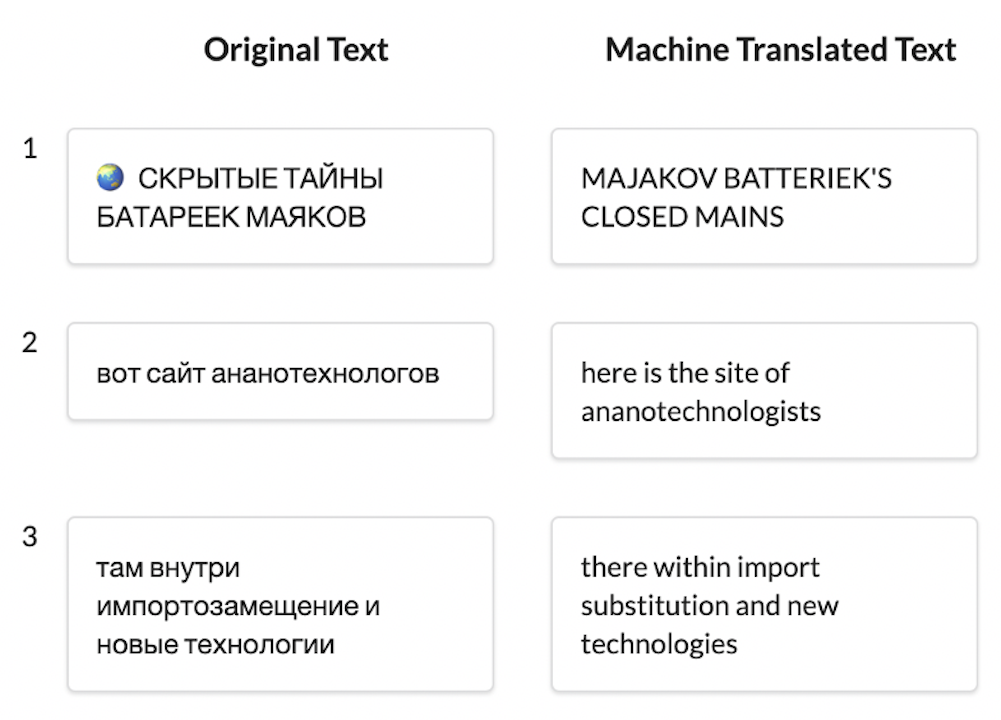 Original Text
Machine Translated Text
1
🌏 СКРЫТЫЕ ТАЙНЫ
БАТАРЕЕК МАЯКОВ
MAJAKOV BATTERIEK'S
CLOSED MAINS
2
вот сайт ананотехнологов
here is the site of
ananotechnologists
3
там внутри
импортозамещение и
новые технологии
there within import
substitution and new
technologies